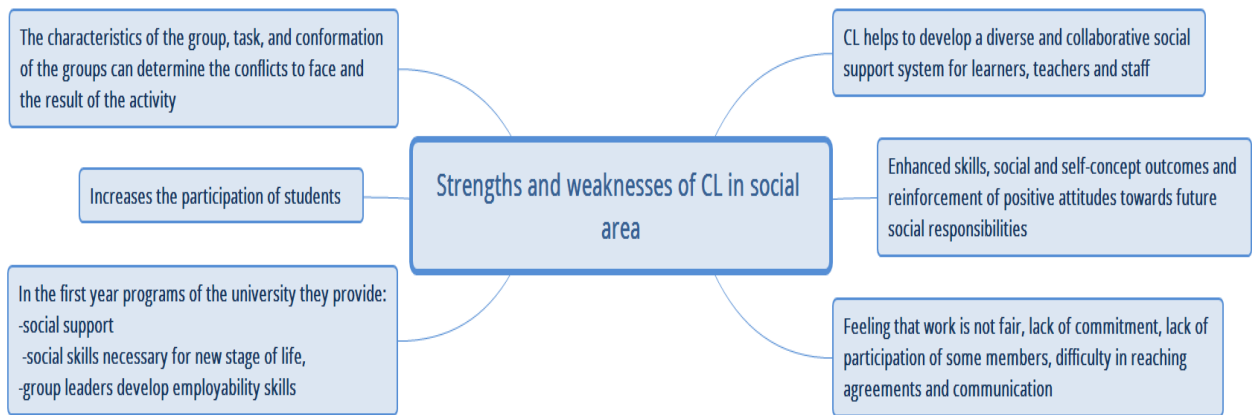 The characteristics of the group, task, and conformation
of the groups can determine the conflicts to face and
the result of the activity
Increases the participation of students
In the first year programs of the university they provide:
-social support
-social skills necessary for new stage of life,
-group leaders develop employability skills
Strengths and weaknesses of CL in social
area
CL helps to develop a diverse and collaborative social
support system for learners, teachers and staff
Enhanced skills, social and self-concept outcomes and
reinforcement of positive attitudes towards future
social responsibilities
Feeling that work is not fair, lack of commitment, lack of
participation of some members, difficulty in reaching
agreements and communication